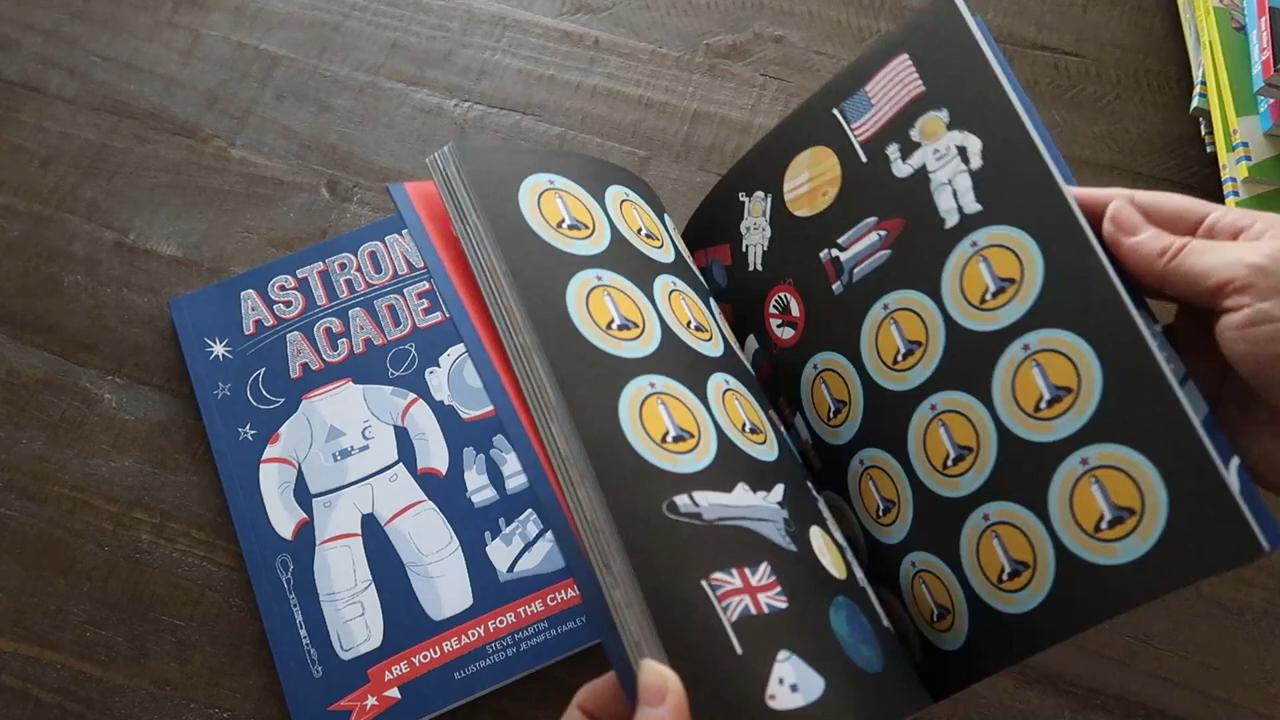 ASTRON
ACADE
ARE YOU READY FOR THE CHA
STEVE MARTIN
ILLUSTRATED BY JENNIFER FARLEY